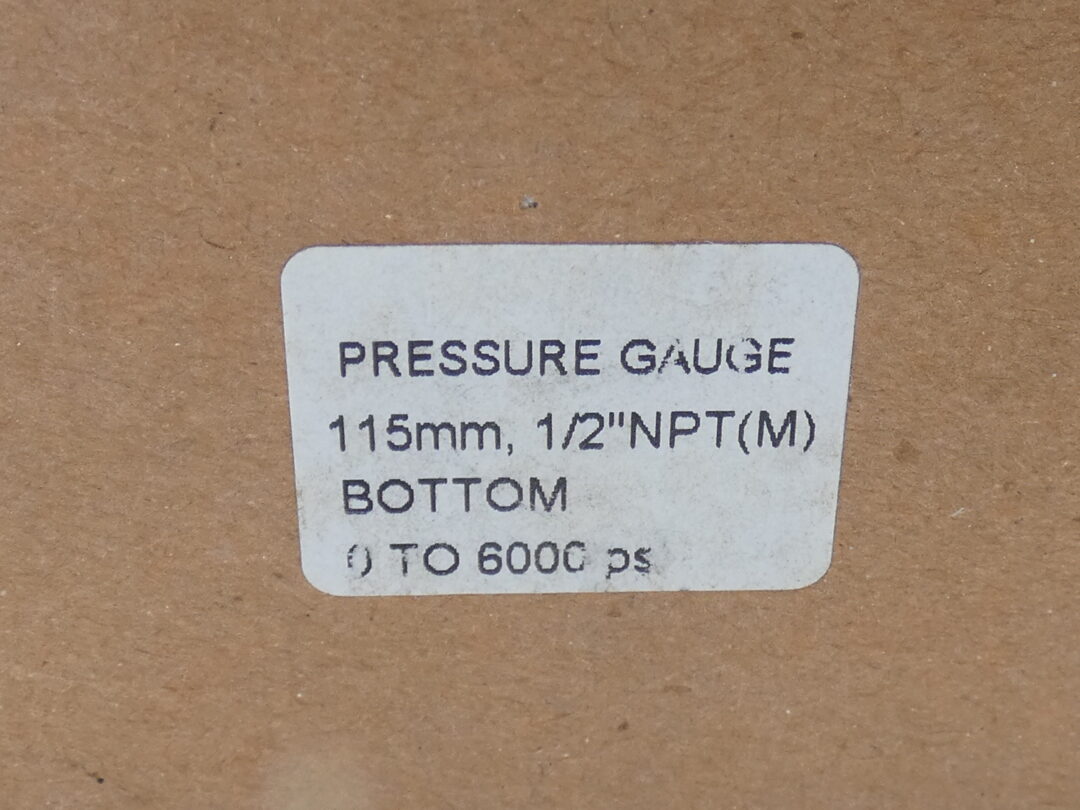 PRESSURE GAUGE
115mm, 1/2"NPT(M)
BOTTOM
0 TO 6000 ps